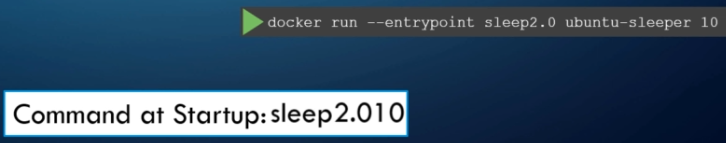 docker run --entrypoint sleep2.0 ubuntu-sleeper 10
Command at Startup: sleep2.010